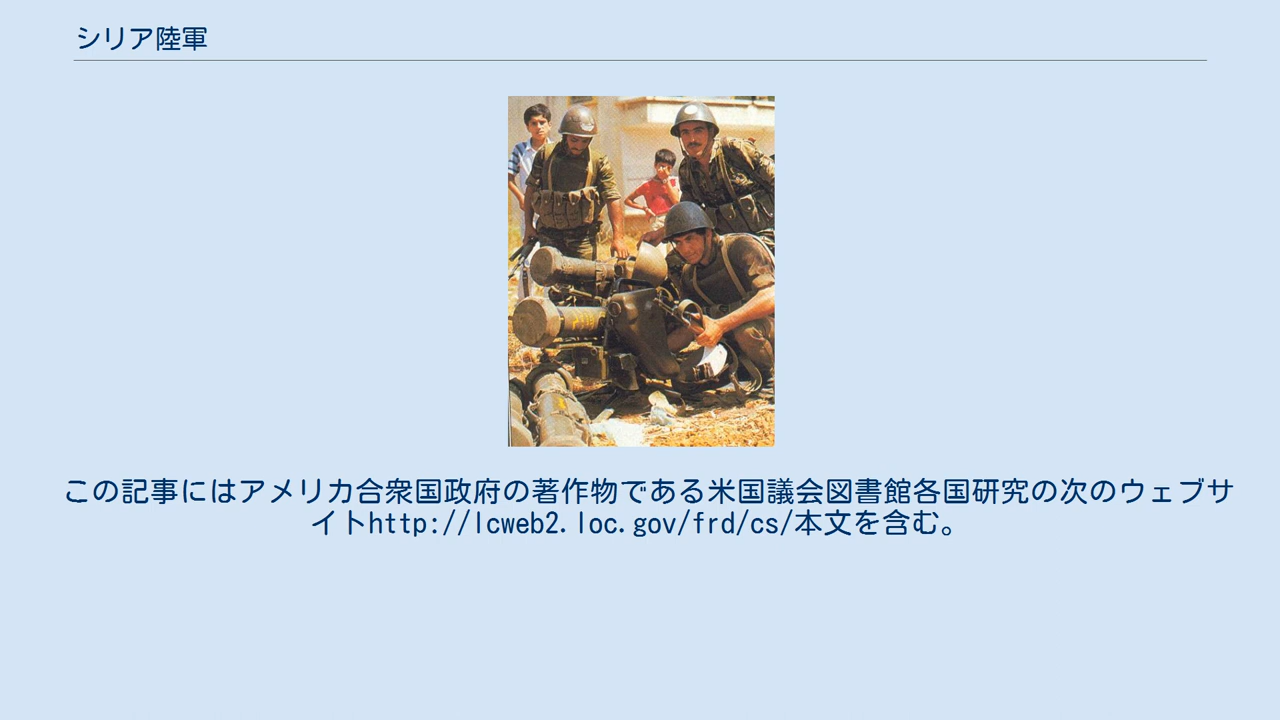 シリア陸軍
この記事にはアメリカ合衆国政府の著作物である米国議会図書館各国研究の次のウェブサ
イトhttp://lcweb2.loc.gov/frd/cs/本文を含む。